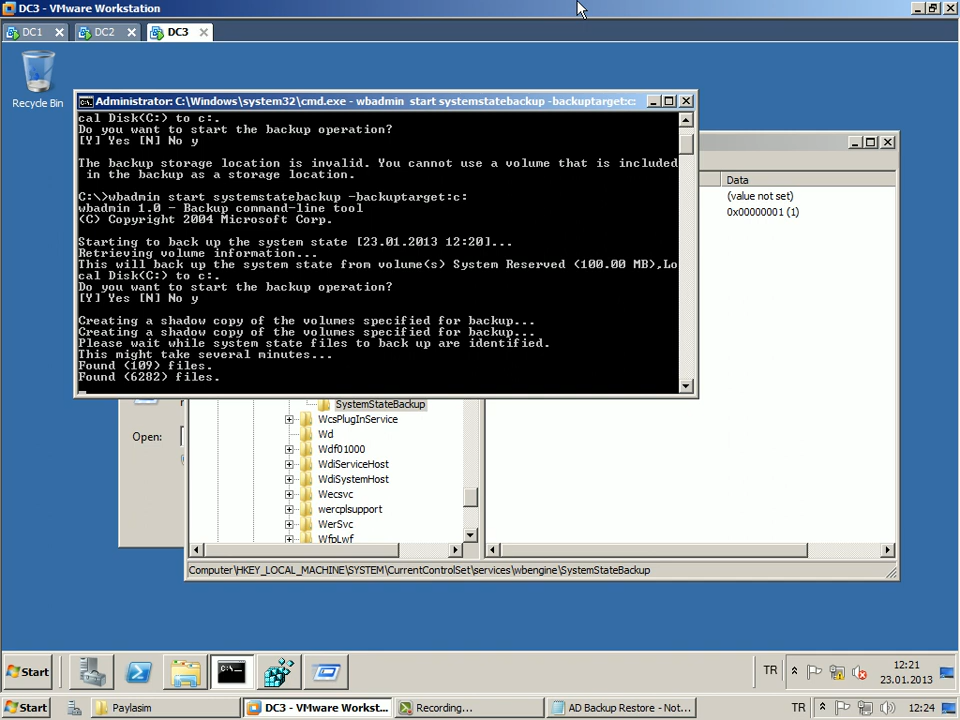 DC3 - VMware Workstation
DC1
DC2
DC3
Recycle Bin
Administrator: C:\Windows\system32\cmd.exe - wbadmin start systemstatebackup -backuptarget:c:
cal Disk(C:) to c:.
Do you want to start the backup operation?
[Y] Yes [N] No y
The backup storage location is invalid. You cannot use a volume that is included
in the backup as a storage location.
C:\>wbadmin start systemstatebackup -backuptarget:c:
wbadmin 1.0 - Backup command-line tool
(C) Copyright 2004 Microsoft Corp.
Starting to back up the system state [23.01.2013 12:20]...
Retrieving volume information...
This will back up the system state from volume(s) System Reserved (100.00 MB),Lo
cal Disk(C:) to c:.
Do you want to start the backup operation?
[Y] Yes [N] No y
Creating a shadow copy of the volumes specified for backup...
Creating a shadow copy of the volumes specified for backup...
Please wait while system state files to back up are identified.
This might take several minutes...
Found (109) files.
Found (6282) files.
Data
(value not set)
0x00000001 (1)
Open:
SystemStateBackup
WcsPlugInService
Wd
Wdf01000
WdiServiceHost
WdiSystemHost
Wecsvc
wercplsupport
WerSvc
WfpLwf
Computer\HKEY_LOCAL_MACHINE\SYSTEM\CurrentControlSet\services\wbengine\SystemStateBackup
Start
TR
12:21
23.01.2013
Start
Paylasim
DC3 - VMware Workst...
Recording...
AD Backup Restore - Not...
TR
12:24